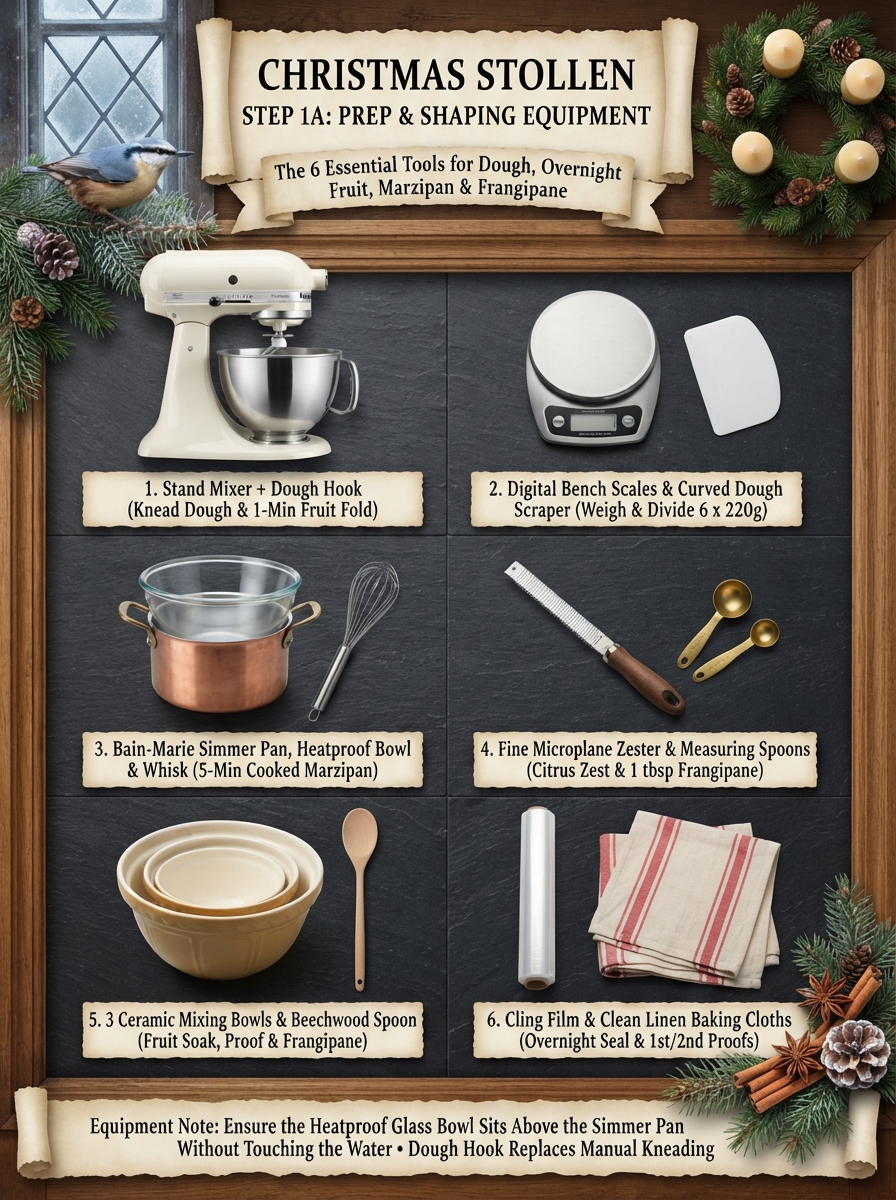 CHRISTMAS STOLLEN
STEP 1A: PREP & SHAPING EQUIPMENT
The 6 Essential Tools for Dough, Overnight
Fruit, Marzipan & Frangipane
1. Stand Mixer + Dough Hook
(Knead Dough & 1-Min Fruit Fold)
2. Digital Bench Scales & Curved Dough
Scraper (Weigh & Divide 6 x 220g)
3. Bain-Marie Simmer Pan, Heatproof Bowl
& Whisk (5-Min Cooked Marzipan)
4. Fine Microplane Zester & Measuring Spoons
(Citrus Zest & 1 tbsp Frangipane)
5. 3 Ceramic Mixing Bowls & Beechwood Spoon
(Fruit Soak, Proof & Frangipane)
6. Cling Film & Clean Linen Baking Cloths
(Overnight Seal & 1st/2nd Proofs)
Equipment Note: Ensure the Heatproof Glass Bowl Sits Above the Simmer Pan
Without Touching the Water • Dough Hook Replaces Manual Kneading